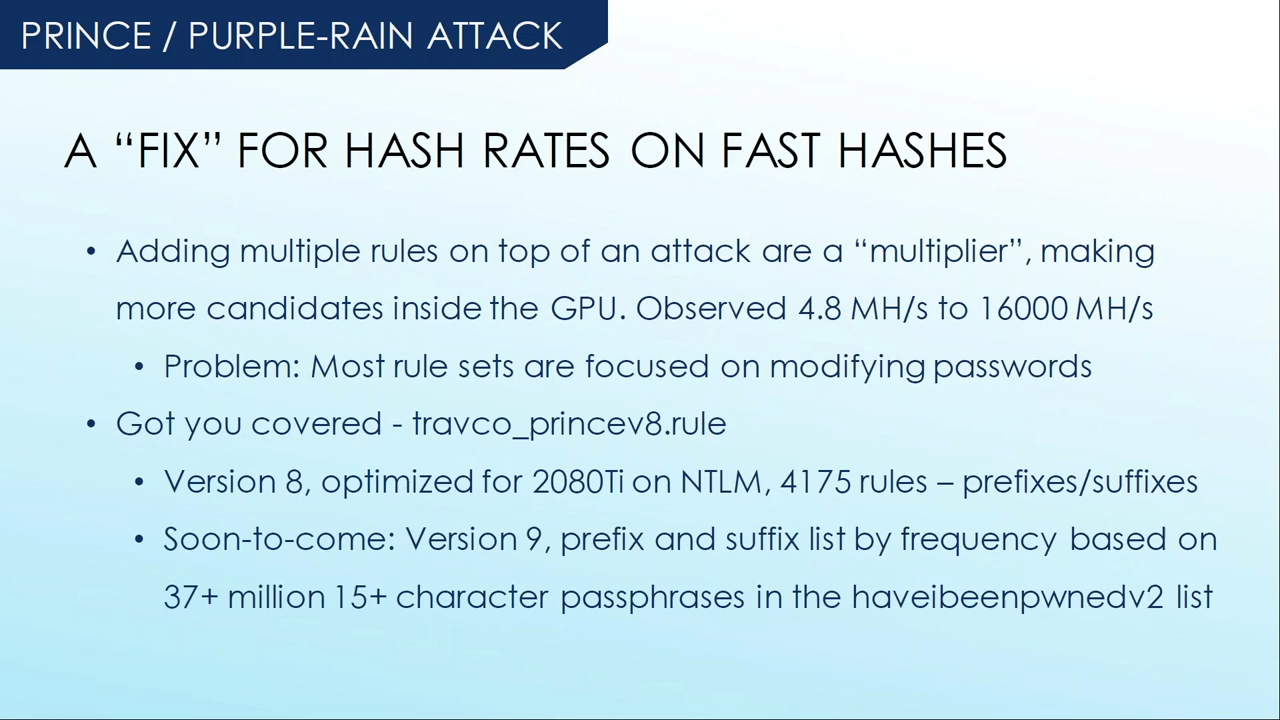 PRINCE / PURPLE-RAIN ATTACK
A “FIX” FOR HASH RATES ON FAST HASHES
• Adding multiple rules on top of an attack are a “multiplier”, making
more candidates inside the GPU. Observed 4.8 MH/s to 16000 MH/s
• Problem: Most rule sets are focused on modifying passwords
• Got you covered - travco_princev8.rule
• Version 8, optimized for 2080Ti on NTLM, 4175 rules – prefixes/suffixes
• Soon-to-come: Version 9, prefix and suffix list by frequency based on
37+ million 15+ character passphrases in the haveibeenpwnedv2 list